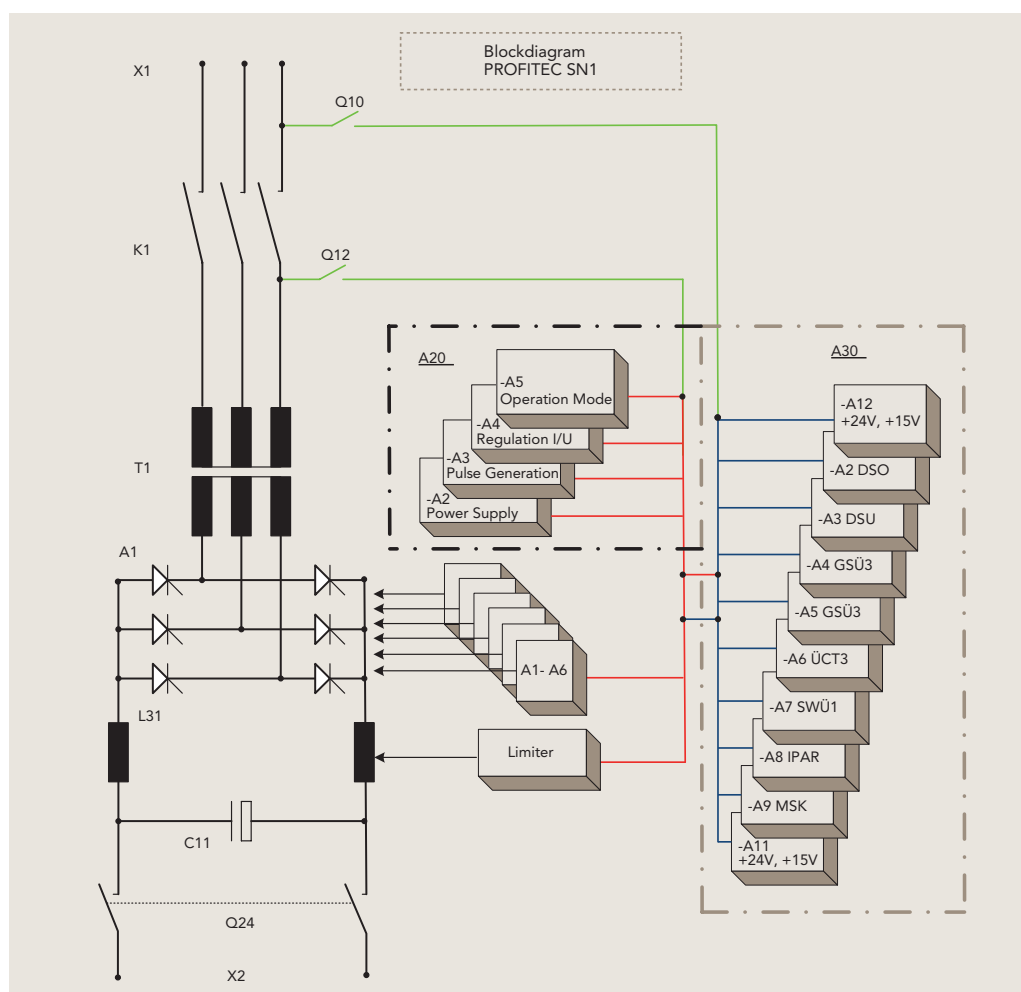 Blockdiagram
PROFITEC SN1
X1
Q10
K1
Q12
A20
A30
-A5
Operation Mode
-A4
Regulation I/U
-A3
Pulse Generation
-A2
Power Supply
-A12
+24V, +15V
-A2 DSO
-A3 DSU
-A4 GSÜ3
-A5 GSÜ3
-A6 ÜCT3
-A7 SWÜ1
-A8 IPAR
-A9 MSK
-A11
+24V, +15V
T1
A1
A1- A6
L31
Limiter
C11
Q24
X2